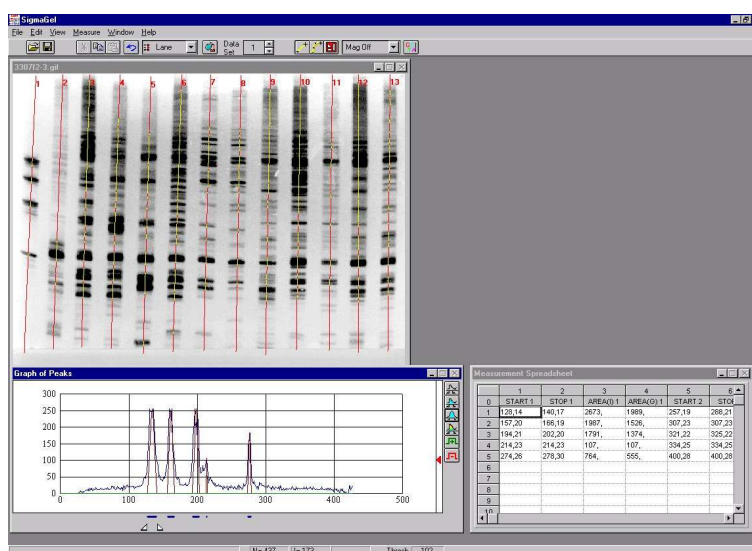 SigmaGel
File Edit View Measure Window Help
Lane Data Set 1 Mag Off
330712-3.gif
1 2 3 4 5 6 7 8 9 10 11 12 13
Graph of Peaks
300
250
200
150
100
50
0
0 100 200 300 400 500
Measurement Spreadsheet
1 2 3 4 5 6
0 START 1 STOP 1 AREA(I) 1 AREA(G) 1 START 2 STO
1 128,14 140,17 2673, 1989, 257,19 288,21
2 157,20 166,19 1987, 1526, 307,23 307,23
3 194,21 202,20 1791, 1374, 321,22 325,22
4 214,23 214,23 107, 107, 334,25 334,25
5 274,26 278,30 764, 555, 400,28 400,28
6
7
8
9
10
N= 437 I= 173 Thresh 102